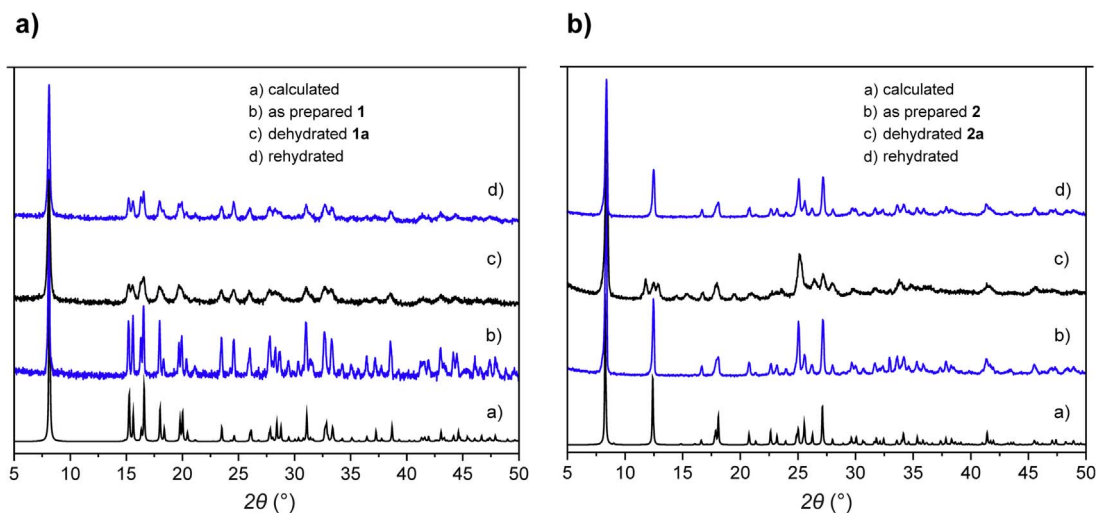 a)
a) calculated
b) as prepared 1
c) dehydrated 1a
d) rehydrated
d)
c)
b)
a)
5 10 15 20 25 30 35 40 45 50
2θ (°)
b)
a) calculated
b) as prepared 2
c) dehydrated 2a
d) rehydrated
d)
c)
b)
a)
5 10 15 20 25 30 35 40 45 50
2θ (°)